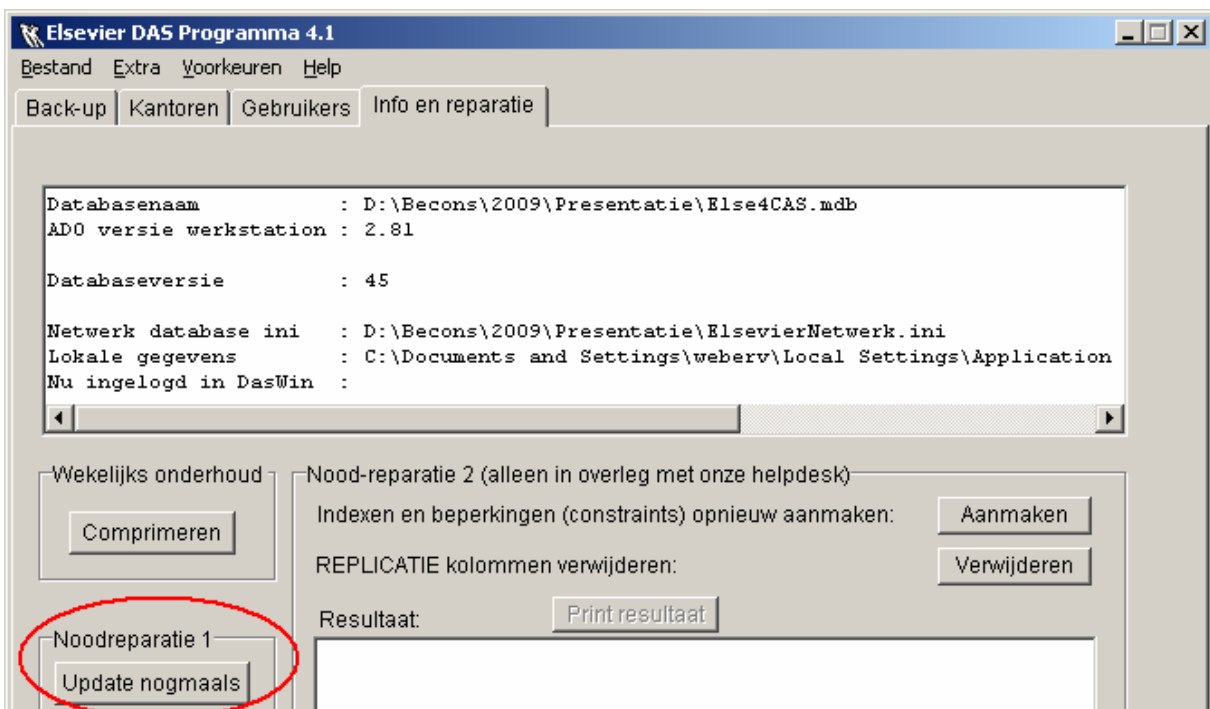 Elsevier DAS Programma 4.1
Bestand Extra Voorkeuren Help
Back-up Kantoren Gebruikers Info en reparatie
Databasenaam : D:\Becons\2009\Presentatie\Else4CAS.mdb
ADO versie werkstation : 2.81
Databaseversie : 45
Netwerk database ini : D:\Becons\2009\Presentatie\ElsevierNetwerk.ini
Lokale gegevens : C:\Documents and Settings\weberv\Local Settings\Application
Nu ingelogd in DasWin :
Wekelijks onderhoud
Comprimeren
Nood-reparatie 2 (alleen in overleg met onze helpdesk)
Indexen en beperkingen (constraints) opnieuw aanmaken: Aanmaken
REPLICATIE kolommen verwijderen: Verwijderen
Resultaat: Print resultaat
Noodreparatie 1
Update nogmaals